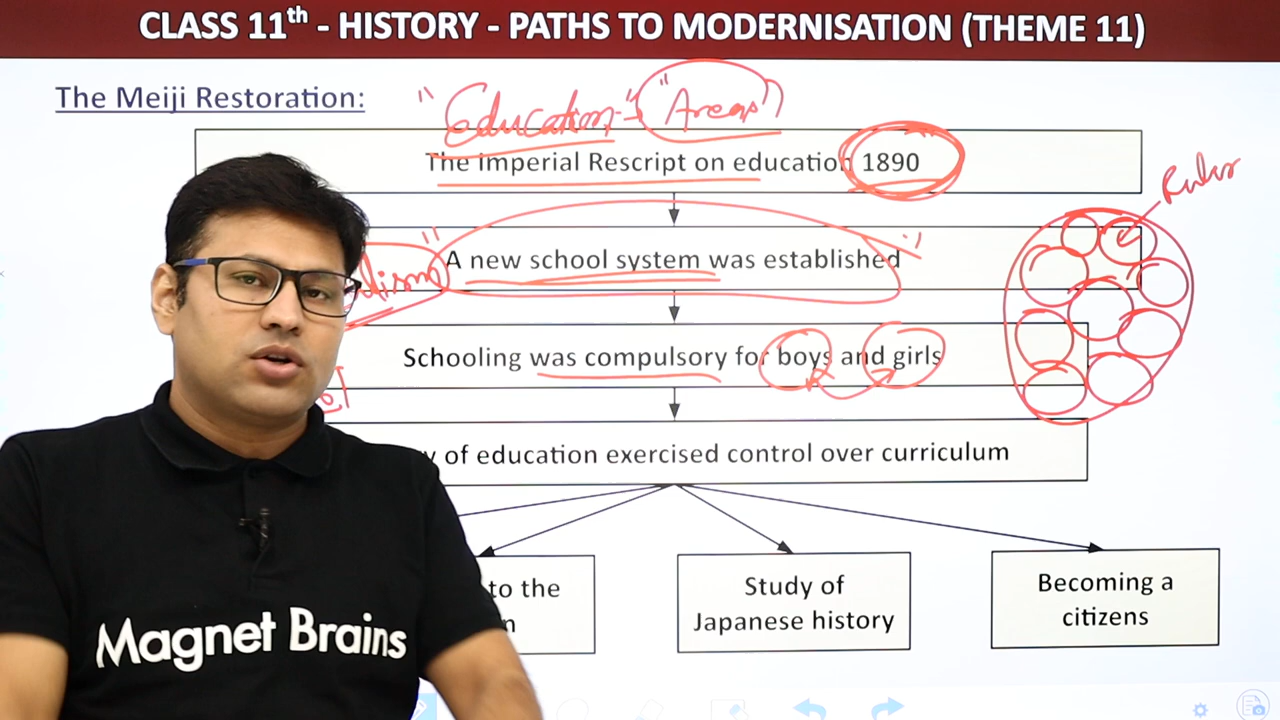 CLASS 11th - HISTORY - PATHS TO MODERNISATION (THEME 11)
The Meiji Restoration:
"Education" "Areas"
The Imperial Rescript on education 1890
Ruler
A new school system was established
Schooling was compulsory for boys and girls
y of education exercised control over curriculum
to the
n
Study of
Japanese history
Becoming a
citizens
Magnet Brains